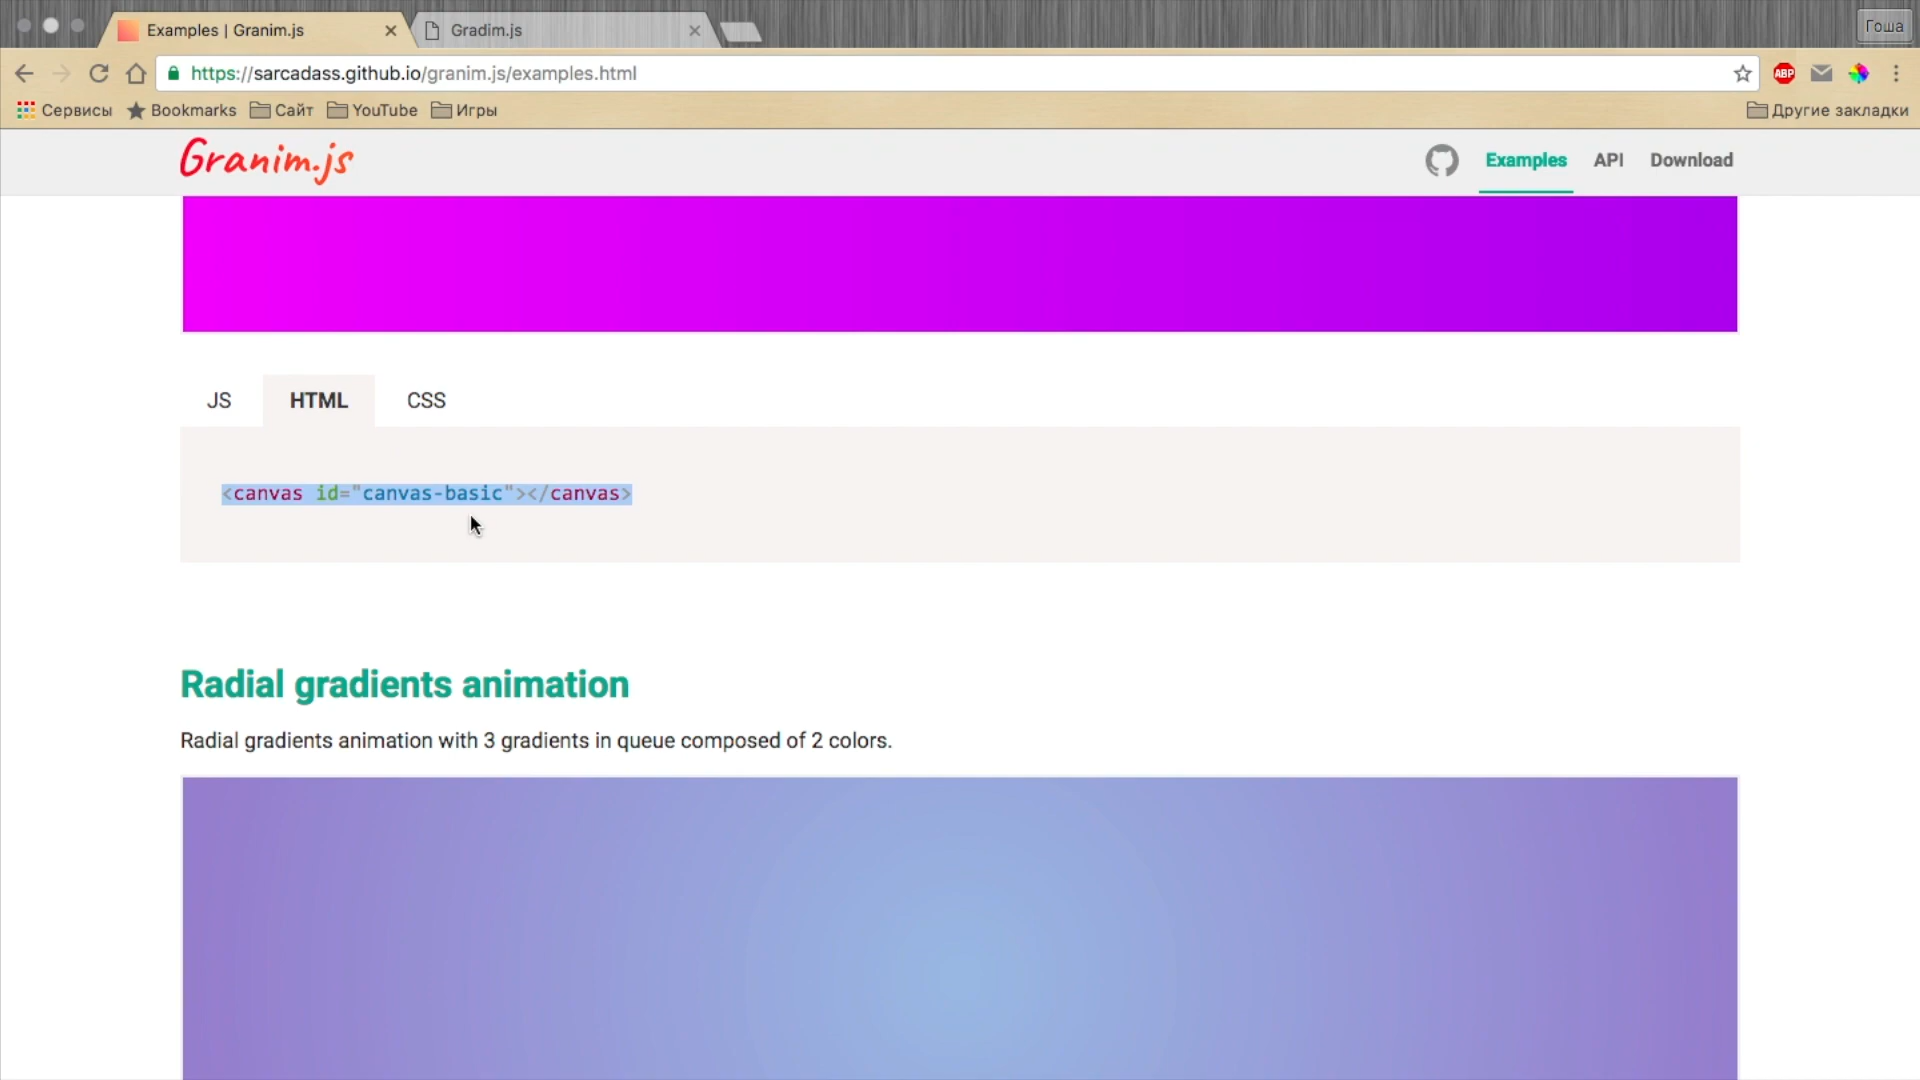 Examples | Granim.js
Gradim.js
Гоша
https://sarcadass.github.io/granim.js/examples.html
ABP
Сервисы
Bookmarks
Сайт
YouTube
Игры
Другие закладки
Granim.js
Examples
API
Download
JS
HTML
CSS
<canvas id="canvas-basic"></canvas>
Radial gradients animation
Radial gradients animation with 3 gradients in queue composed of 2 colors.